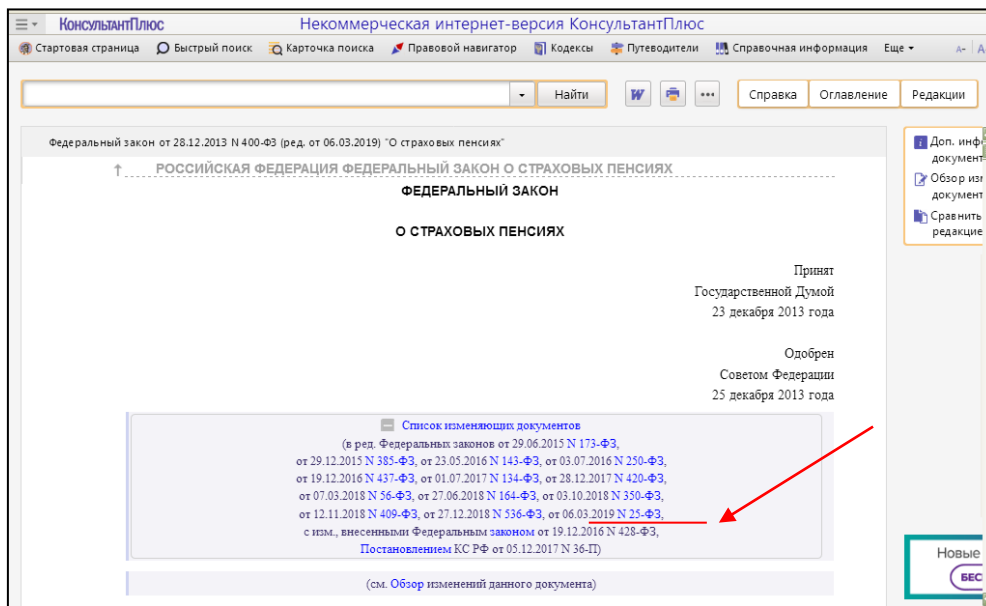 КонсультантПлюс Некоммерческая интернет-версия КонсультантПлюс
Стартовая страница Быстрый поиск Карточка поиска Правовой навигатор Кодексы Путеводители Справочная информация Еще A- A
Найти W Справка Оглавление Редакции
Федеральный закон от 28.12.2013 N 400-ФЗ (ред. от 06.03.2019) "О страховых пенсиях"
РОССИЙСКАЯ ФЕДЕРАЦИЯ ФЕДЕРАЛЬНЫЙ ЗАКОН О СТРАХОВЫХ ПЕНСИЯХ
ФЕДЕРАЛЬНЫЙ ЗАКОН
О СТРАХОВЫХ ПЕНСИЯХ
Принят
Государственной Думой
23 декабря 2013 года
Одобрен
Советом Федерации
25 декабря 2013 года
Список изменяющих документов
(в ред. Федеральных законов от 29.06.2015 N 173-ФЗ,
от 29.12.2015 N 385-ФЗ, от 23.05.2016 N 143-ФЗ, от 03.07.2016 N 250-ФЗ,
от 19.12.2016 N 437-ФЗ, от 01.07.2017 N 134-ФЗ, от 28.12.2017 N 420-ФЗ,
от 07.03.2018 N 56-ФЗ, от 27.06.2018 N 164-ФЗ, от 03.10.2018 N 350-ФЗ,
от 12.11.2018 N 409-ФЗ, от 27.12.2018 N 536-ФЗ, от 06.03.2019 N 25-ФЗ,
с изм., внесенными Федеральным законом от 19.12.2016 N 428-ФЗ,
Постановлением КС РФ от 05.12.2017 N 36-П)
(см. Обзор изменений данного документа)
Доп. инф
документ
Обзор из
документ
Сравнить
редакцие
Новые
БЕС